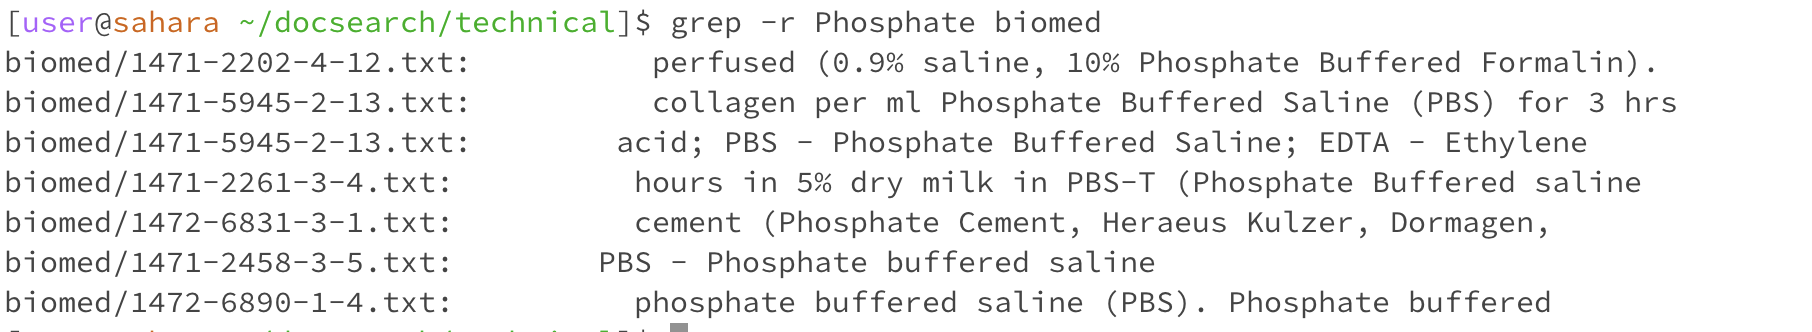 [user@sahara ~/docsearch/technical]$ grep -r Phosphate biomed
biomed/1471-2202-4-12.txt:          perfused (0.9% saline, 10% Phosphate Buffered Formalin).
biomed/1471-5945-2-13.txt:          collagen per ml Phosphate Buffered Saline (PBS) for 3 hrs
biomed/1471-5945-2-13.txt:        acid; PBS - Phosphate Buffered Saline; EDTA - Ethylene
biomed/1471-2261-3-4.txt:          hours in 5% dry milk in PBS-T (Phosphate Buffered saline
biomed/1472-6831-3-1.txt:          cement (Phosphate Cement, Heraeus Kulzer, Dormagen,
biomed/1471-2458-3-5.txt:        PBS - Phosphate buffered saline
biomed/1472-6890-1-4.txt:          phosphate buffered saline (PBS). Phosphate buffered